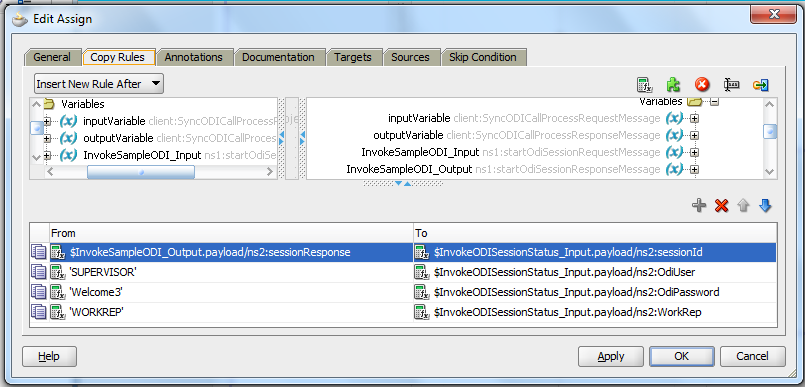 Edit Assign
General Copy Rules Annotations Documentation Targets Sources Skip Condition
Insert New Rule After
Variables
inputVariable client:SyncODICallProcess
outputVariable client:SyncODICallProces
InvokeSampleODI_Input ns1:startOdiSess
Variables
inputVariable client:SyncODICallProcessRequestMessage (x)
outputVariable client:SyncODICallProcessResponseMessage (x)
InvokeSampleODI_Input ns1:startOdiSessionRequestMessage (x)
InvokeSampleODI_Output ns1:startOdiSessionResponseMessage (x)
From To
$InvokeSampleODI_Output.payload/ns2:sessionResponse $InvokeODISessionStatus_Input.payload/ns2:sessionId
'SUPERVISOR' $InvokeODISessionStatus_Input.payload/ns2:OdiUser
'Welcome3' $InvokeODISessionStatus_Input.payload/ns2:OdiPassword
'WORKREP' $InvokeODISessionStatus_Input.payload/ns2:WorkRep
Help Apply OK Cancel